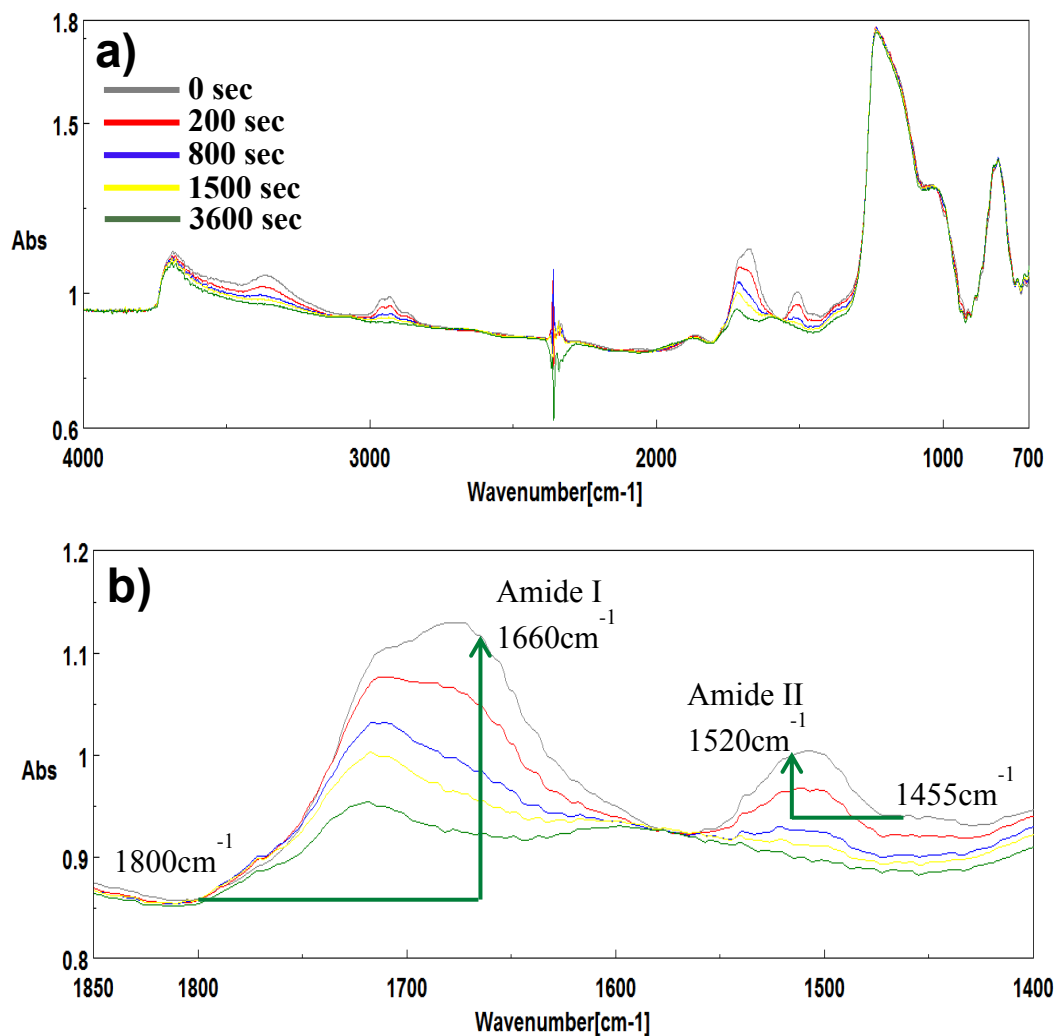 a)
0 sec
200 sec
800 sec
1500 sec
3600 sec
1.8
1.5
Abs
1
0.6
4000 3000 2000 1000 700
Wavenumber[cm-1]
b)
1.2
1.1
Abs
1
0.9
0.8
Amide I
1660cm-1
Amide II
1520cm-1
1455cm-1
1800cm-1
1850 1800 1700 1600 1500 1400
Wavenumber[cm-1]